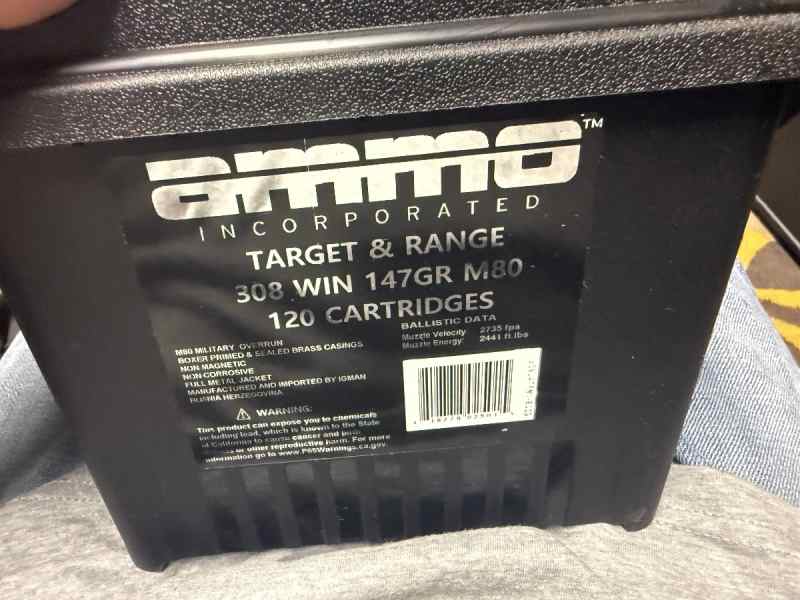 ammo™
INCORPORATED
TARGET & RANGE
308 WIN 147GR M80
120 CARTRIDGES
BALLISTIC DATA
Muzzle Velocity 2735 fps
Muzzle Energy: 2441 ft.lbs
M80 MILITARY OVERRUN
BOXER PRIMED & SEALED BRASS CASINGS
NON MAGNETIC
NON CORROSIVE
FULL METAL JACKET
MANUFACTURED AND IMPORTED BY IGMAN
HERZEGOVINA
⚠ WARNING:
This product can expose you to chemicals
including lead, which is known to the State
of California to cause cancer and birth
or other reproductive harm. For more
information go to www.P65Warnings.ca.gov.